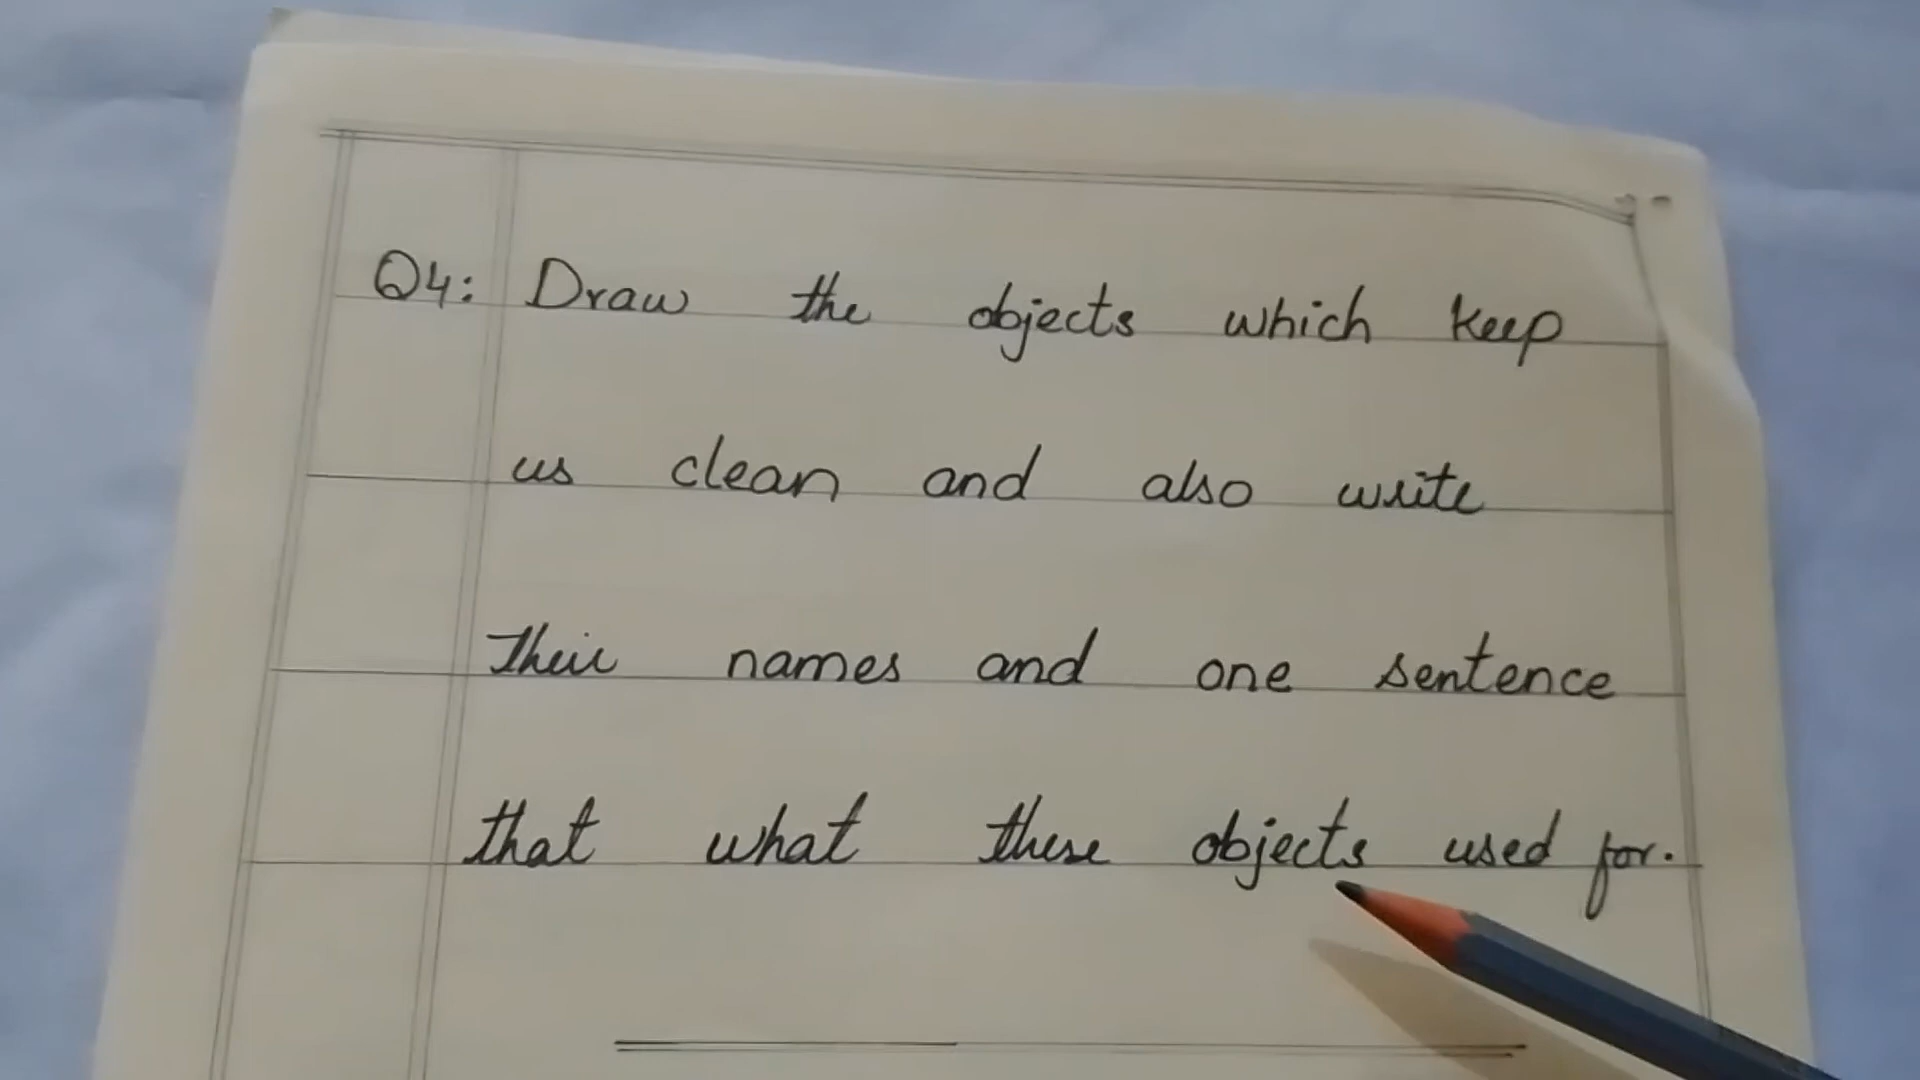 Q4: Draw the objects which keep
us clean and also write
their names and one sentence
that what these objects used for.